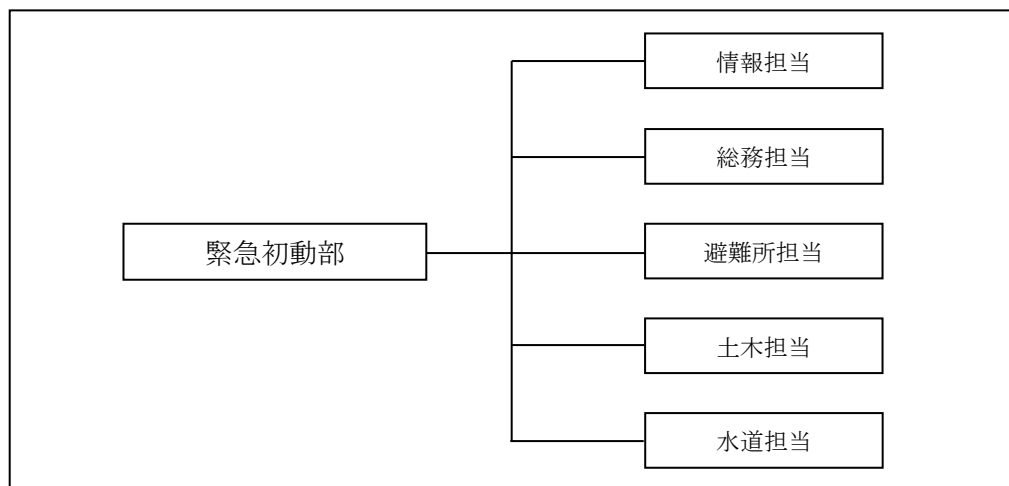 情報担当
総務担当
緊急初動部
避難所担当
土木担当
水道担当